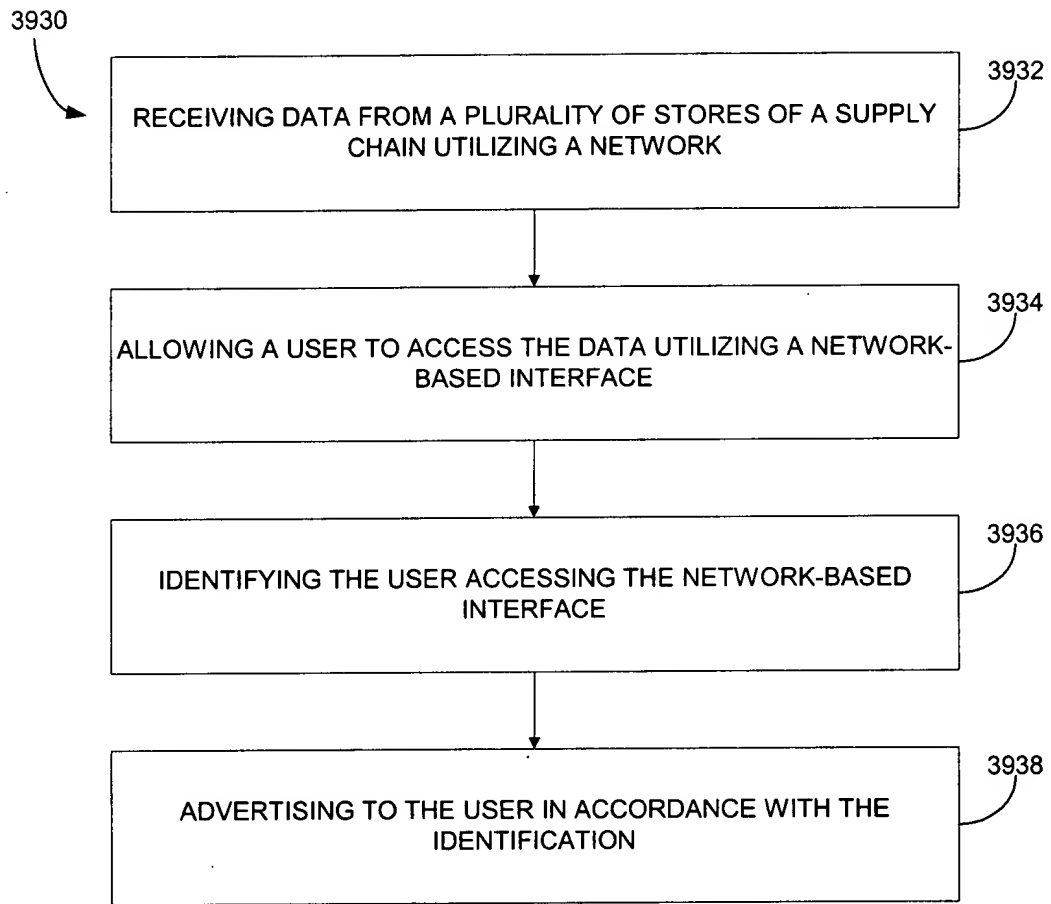 3930
3932
RECEIVING DATA FROM A PLURALITY OF STORES OF A SUPPLY
CHAIN UTILIZING A NETWORK
3934
ALLOWING A USER TO ACCESS THE DATA UTILIZING A NETWORK-
BASED INTERFACE
3936
IDENTIFYING THE USER ACCESSING THE NETWORK-BASED
INTERFACE
3938
ADVERTISING TO THE USER IN ACCORDANCE WITH THE
IDENTIFICATION